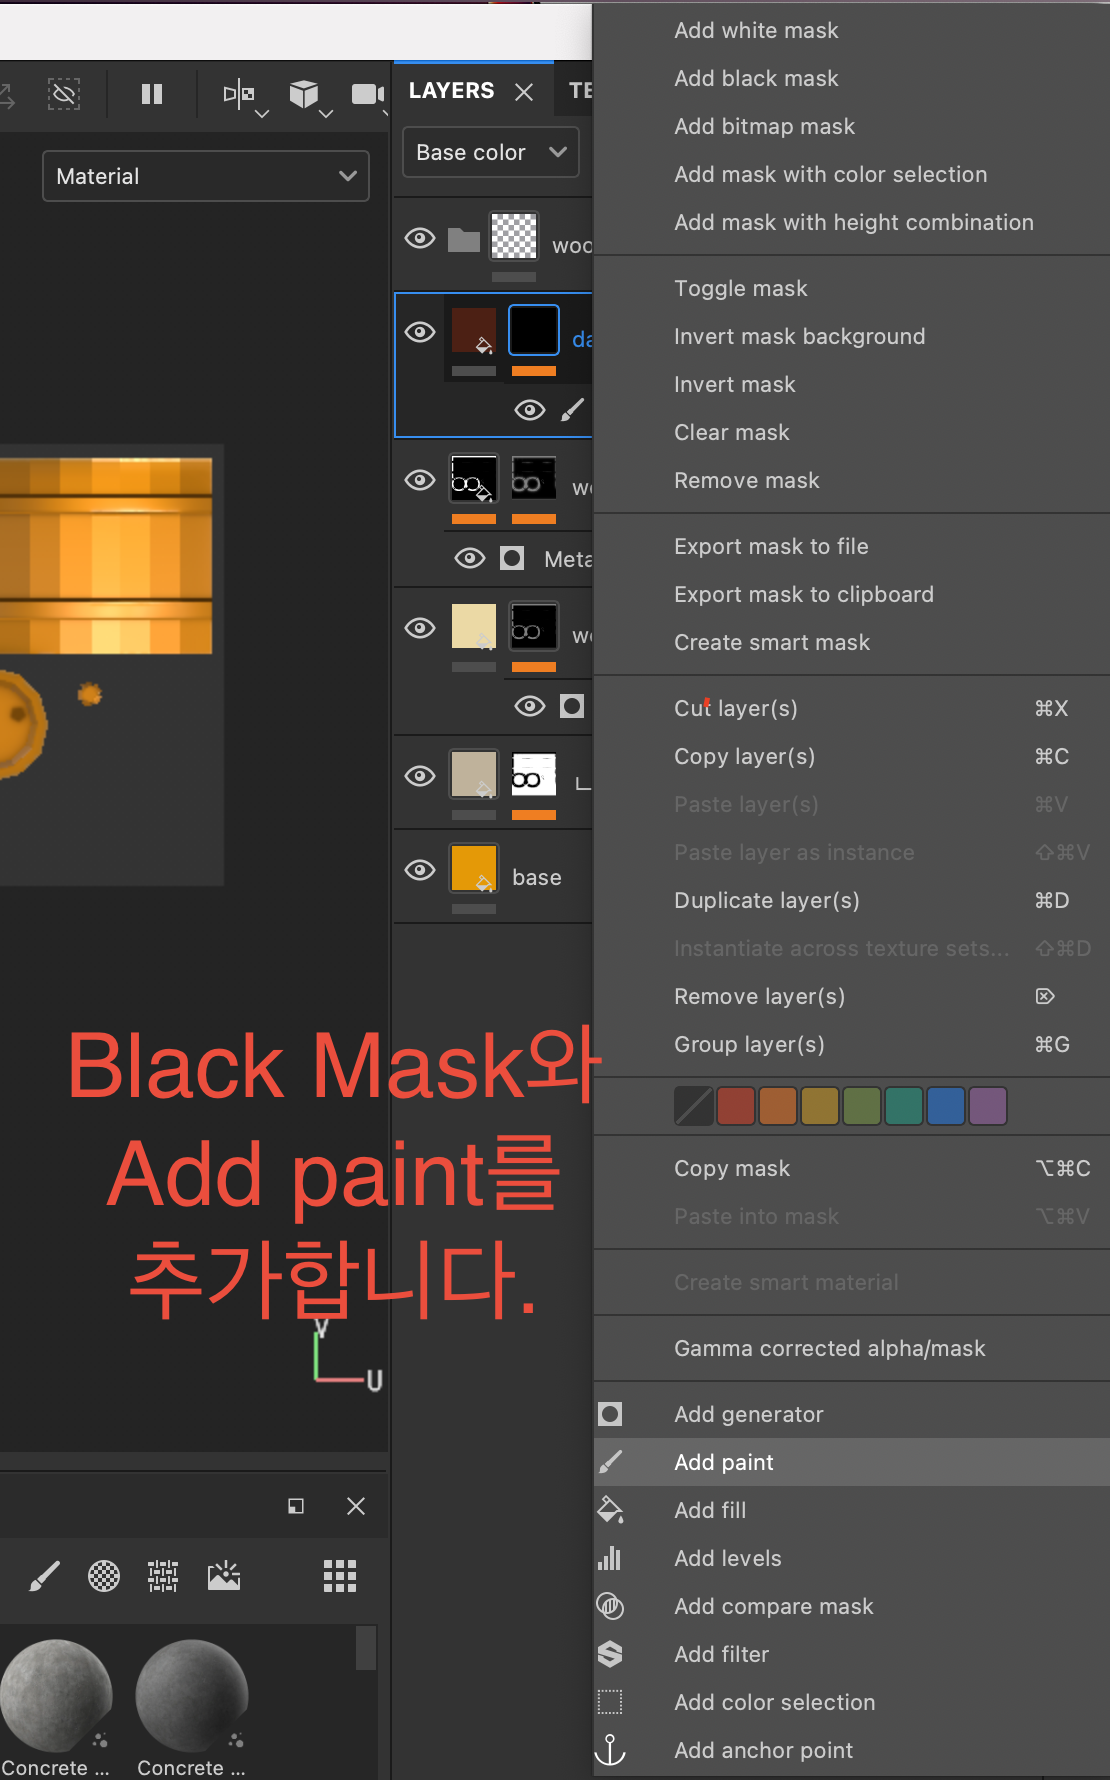 LAYERS
Base color
Material
base
Black Mask와
Add paint를
추가합니다.
V
U
Concrete ...
Concrete ...
Add white mask
Add black mask
Add bitmap mask
Add mask with color selection
Add mask with height combination
Toggle mask
Invert mask background
Invert mask
Clear mask
Remove mask
Export mask to file
Export mask to clipboard
Create smart mask
Cut layer(s) ⌘X
Copy layer(s) ⌘C
Paste layer(s) ⌘V
Paste layer as instance ⇧⌘V
Duplicate layer(s) ⌘D
Instantiate across texture sets... ⇧⌘D
Remove layer(s) ⌦
Group layer(s) ⌘G
Copy mask ⌥⌘C
Paste into mask ⌥⌘V
Create smart material
Gamma corrected alpha/mask
Add generator
Add paint
Add fill
Add levels
Add compare mask
Add filter
Add color selection
Add anchor point